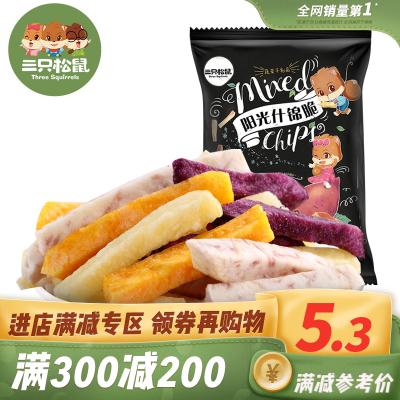 全网销量第1
三只松鼠
Three Squirrels
三只松鼠
Three Squirrels
Mixed
阳光什锦脆
Chips
进店满减专区 领券再购物
5.3
满300减200
¥
满减参考价